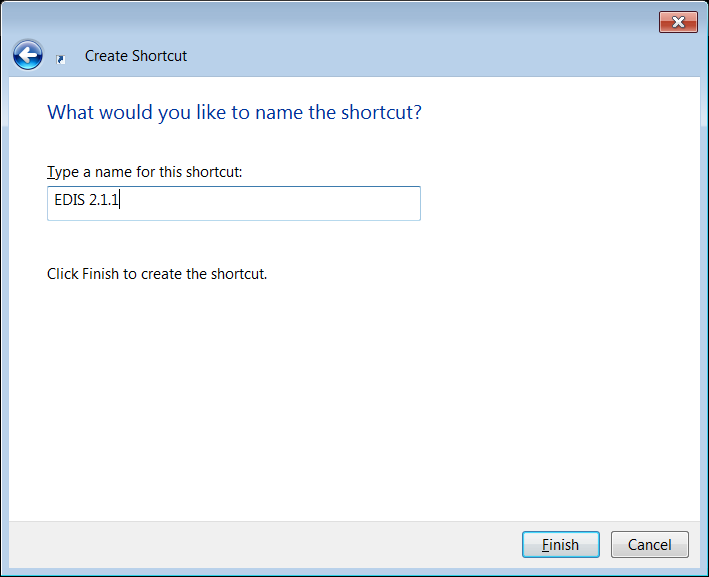 Create Shortcut
What would you like to name the shortcut?
Type a name for this shortcut:
EDIS 2.1.1
Click Finish to create the shortcut.
Finish
Cancel